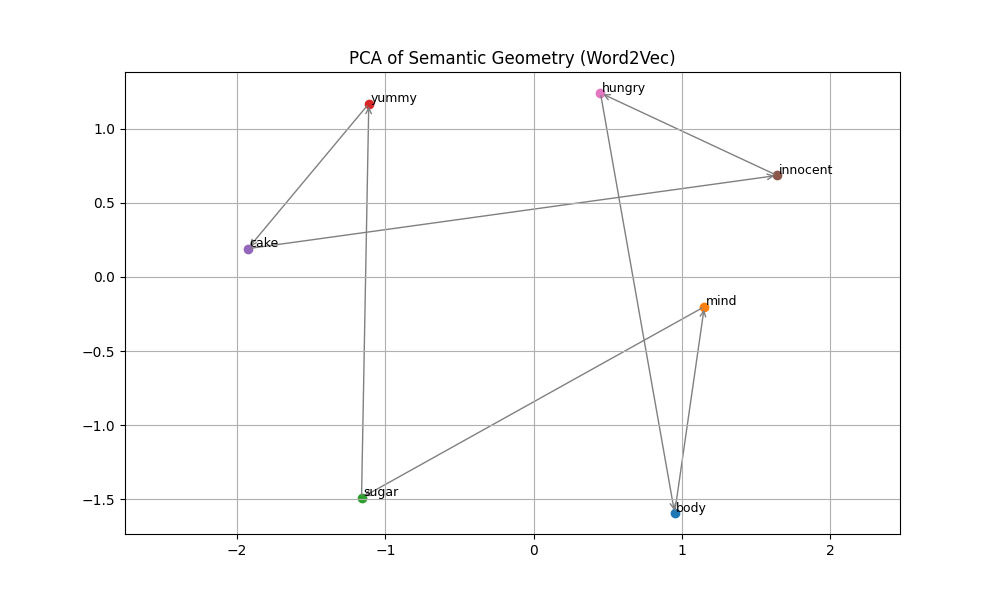 PCA of Semantic Geometry (Word2Vec)
yummy
hungry
innocent
cake
mind
sugar
body
1.0
0.5
0.0
−0.5
−1.0
−1.5
−2
−1
0
1
2